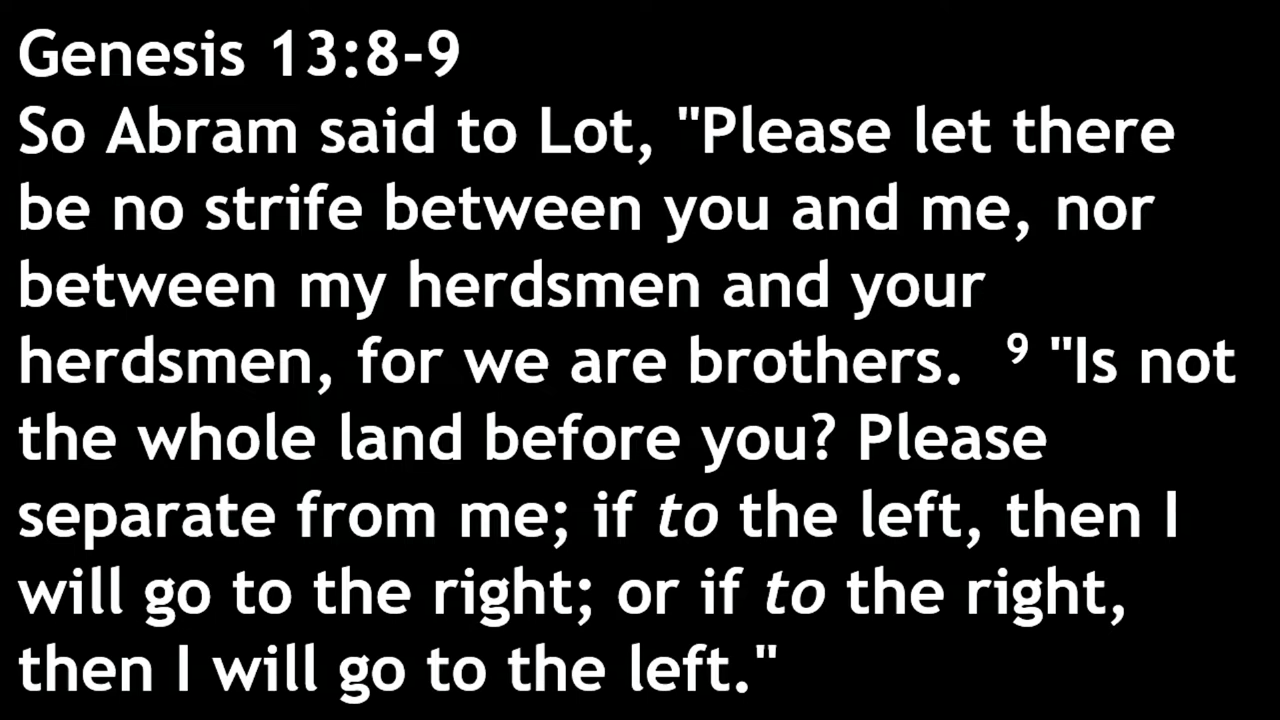 Genesis 13:8-9
So Abram said to Lot, "Please let there
be no strife between you and me, nor
between my herdsmen and your
herdsmen, for we are brothers.  ⁹ "Is not
the whole land before you? Please
separate from me; if to the left, then I
will go to the right; or if to the right,
then I will go to the left."